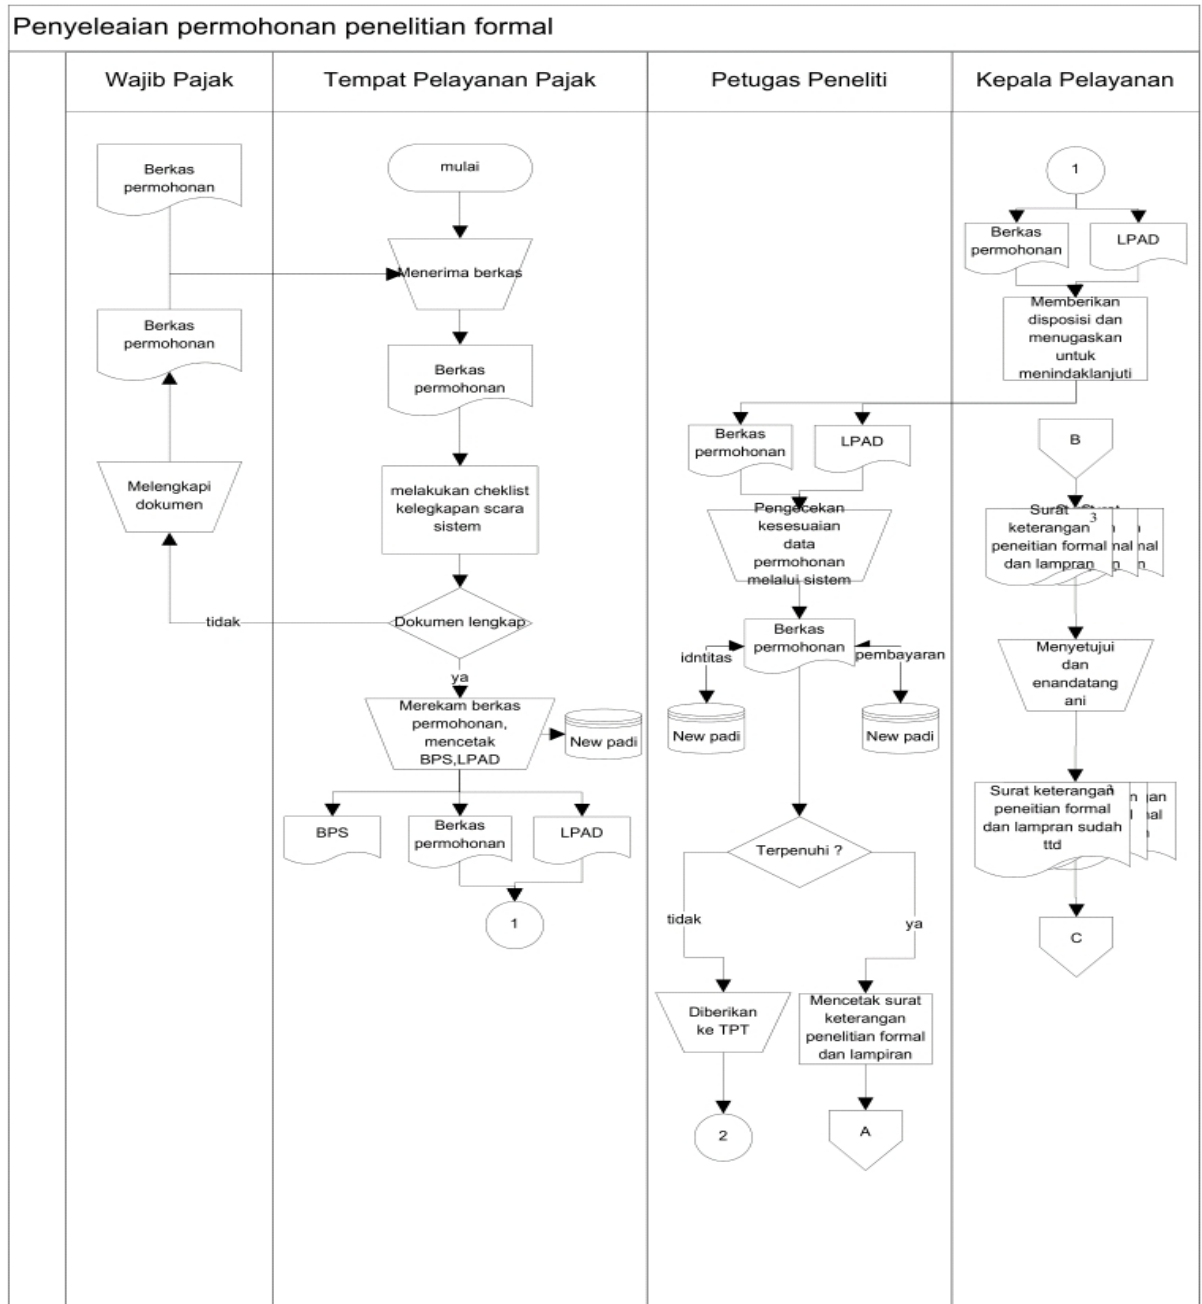 Penyeleaian permohonan penelitian formal
Wajib Pajak
Tempat Pelayanan Pajak
Petugas Peneliti
Kepala Pelayanan
Berkas
permohonan
Berkas
permohonan
Melengkapi
dokumen
mulai
Menerima berkas
Berkas
permohonan
melakukan cheklist
kelegkapan scara
sistem
Dokumen lengkap
tidak
ya
Merekam berkas
permohonan,
mencetak
BPS,LPAD
New padi
BPS
Berkas
permohonan
LPAD
1
Berkas
permohonan
LPAD
Pengecekan
kesesuaian
data
permohonan
melalui sistem
Berkas
permohonan
idntitas
pembayaran
New padi
New padi
Terpenuhi ?
tidak
ya
Diberikan
ke TPT
Mencetak surat
keterangan
penelitian formal
dan lampiran
2
A
1
Berkas
permohonan
LPAD
Memberikan
disposisi dan
menugaskan
untuk
menindaklanjuti
B
Surat
3
keterangan
peneitian formal
dan lampran
Menyetujui
dan
enandatang
ani
Surat keterangan
peneitian formal
dan lampran sudah
ttd
C